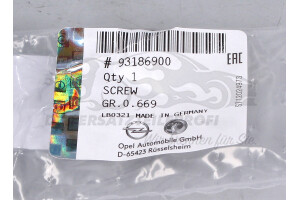 # 93186900
Qty 1
SCREW
GR.0.669
LB0321 MADE IN GERMANY
Opel Automobile GmbH
D-65423 Rüsselsheim
EAC